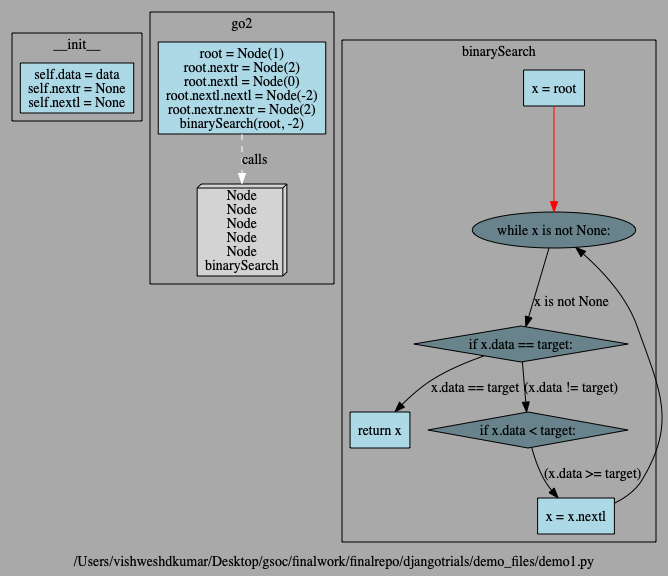 __init__
self.data = data
self.nextr = None
self.nextl = None
go2
root = Node(1)
root.nextr = Node(2)
root.nextl = Node(0)
root.nextl.nextl = Node(-2)
root.nextr.nextr = Node(2)
binarySearch(root, -2)
calls
Node
Node
Node
Node
Node
binarySearch
binarySearch
x = root
while x is not None:
x is not None
if x.data == target:
x.data == target
(x.data != target)
return x
if x.data < target:
(x.data >= target)
x = x.nextl
/Users/vishweshdkumar/Desktop/gsoc/finalwork/finalrepo/djangotrials/demo_files/demo1.py